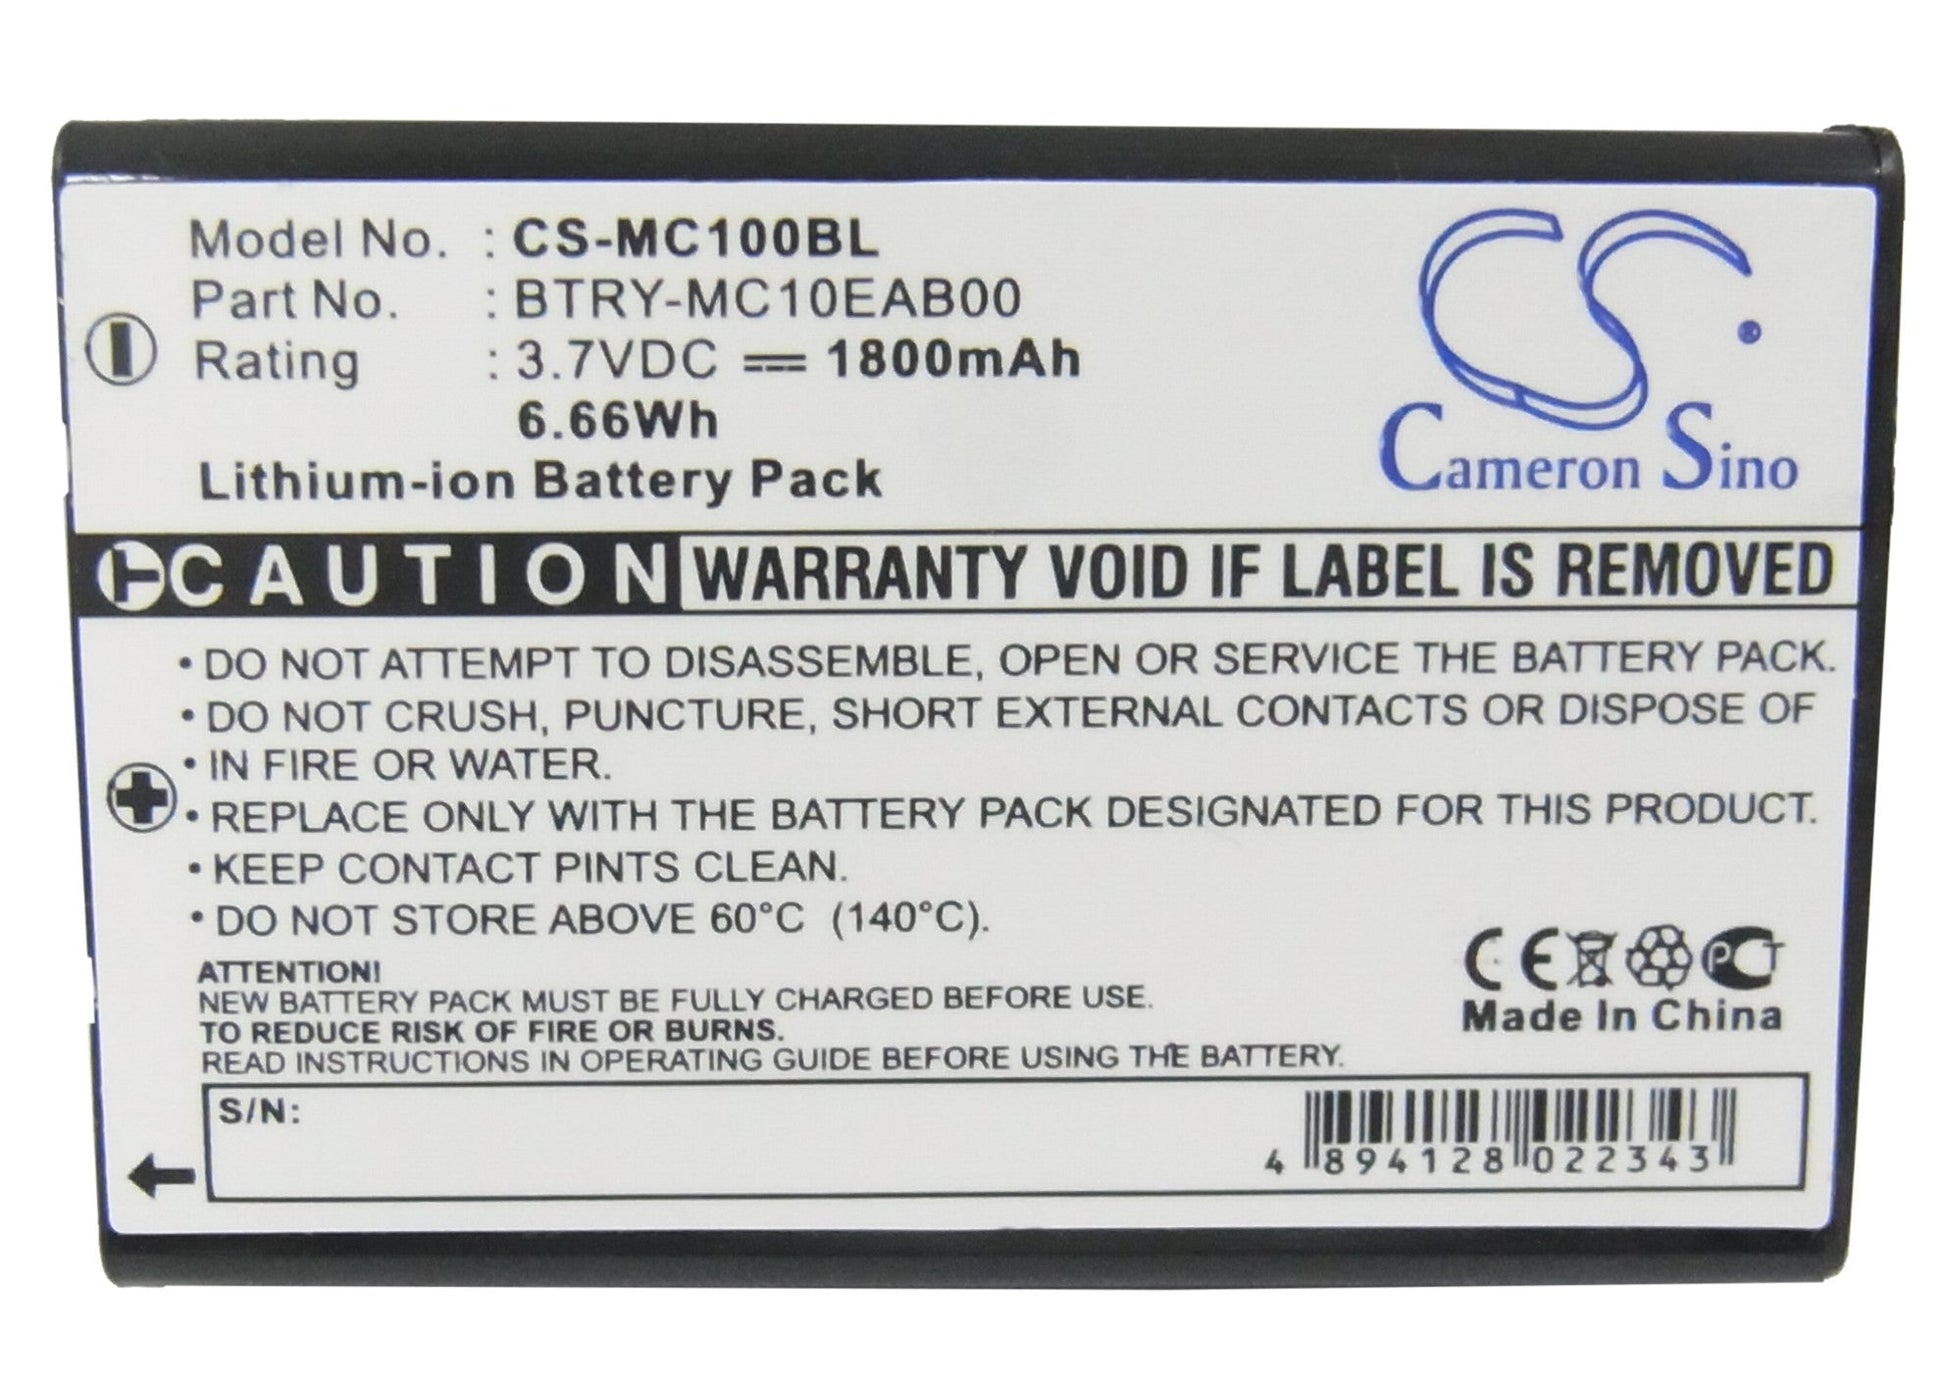 Model No. : CS-MC100BL
Part No. : BTRY-MC10EAB00
Rating : 3.7VDC ⎓ 1800mAh
6.66Wh
Lithium-ion Battery Pack
CS.
Cameron Sino
CAUTION WARRANTY VOID IF LABEL IS REMOVED
• DO NOT ATTEMPT TO DISASSEMBLE, OPEN OR SERVICE THE BATTERY PACK.
• DO NOT CRUSH, PUNCTURE, SHORT EXTERNAL CONTACTS OR DISPOSE OF
• IN FIRE OR WATER.
• REPLACE ONLY WITH THE BATTERY PACK DESIGNATED FOR THIS PRODUCT.
• KEEP CONTACT PINTS CLEAN.
• DO NOT STORE ABOVE 60°C (140°C).
ATTENTION!
NEW BATTERY PACK MUST BE FULLY CHARGED BEFORE USE.
TO REDUCE RISK OF FIRE OR BURNS.
READ INSTRUCTIONS IN OPERATING GUIDE BEFORE USING THE BATTERY.
CE PCT
Made In China
S/N:
4 894128 022343